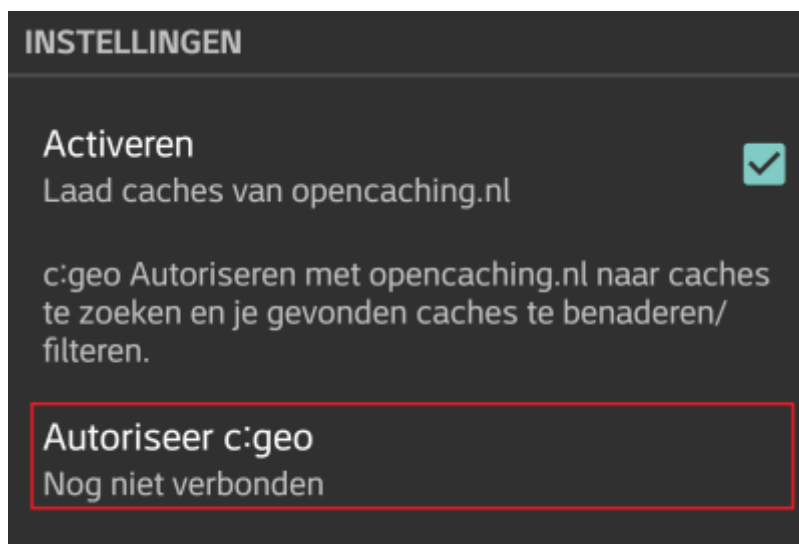 INSTELLINGEN
Activeren
Laad caches van opencaching.nl
c:geo Autoriseren met opencaching.nl naar caches
te zoeken en je gevonden caches te benaderen/
filteren.
Autoriseer c:geo
Nog niet verbonden